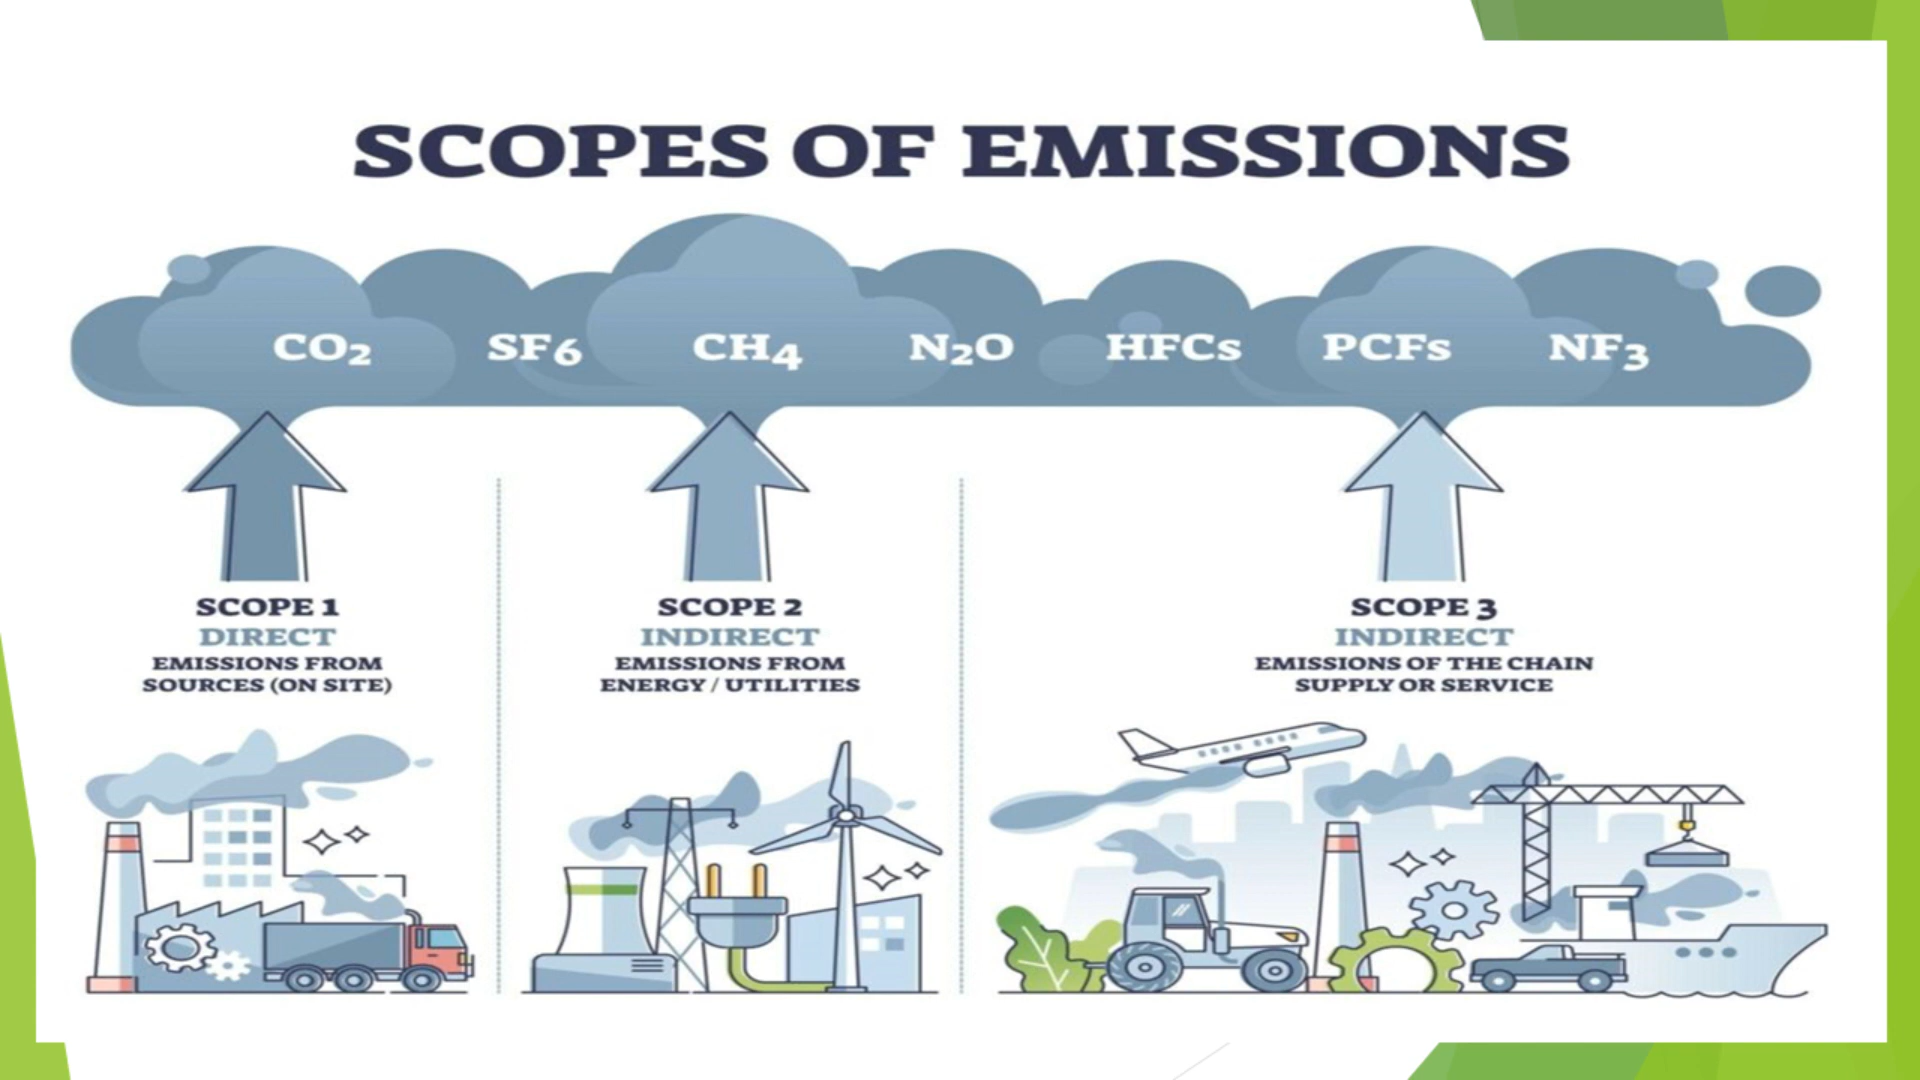 SCOPES OF EMISSIONS
CO2 SF6 CH4 N2O HFCs PCFs NF3
SCOPE 1
DIRECT
EMISSIONS FROM
SOURCES (ON SITE)
SCOPE 2
INDIRECT
EMISSIONS FROM
ENERGY / UTILITIES
SCOPE 3
INDIRECT
EMISSIONS OF THE CHAIN
SUPPLY OR SERVICE